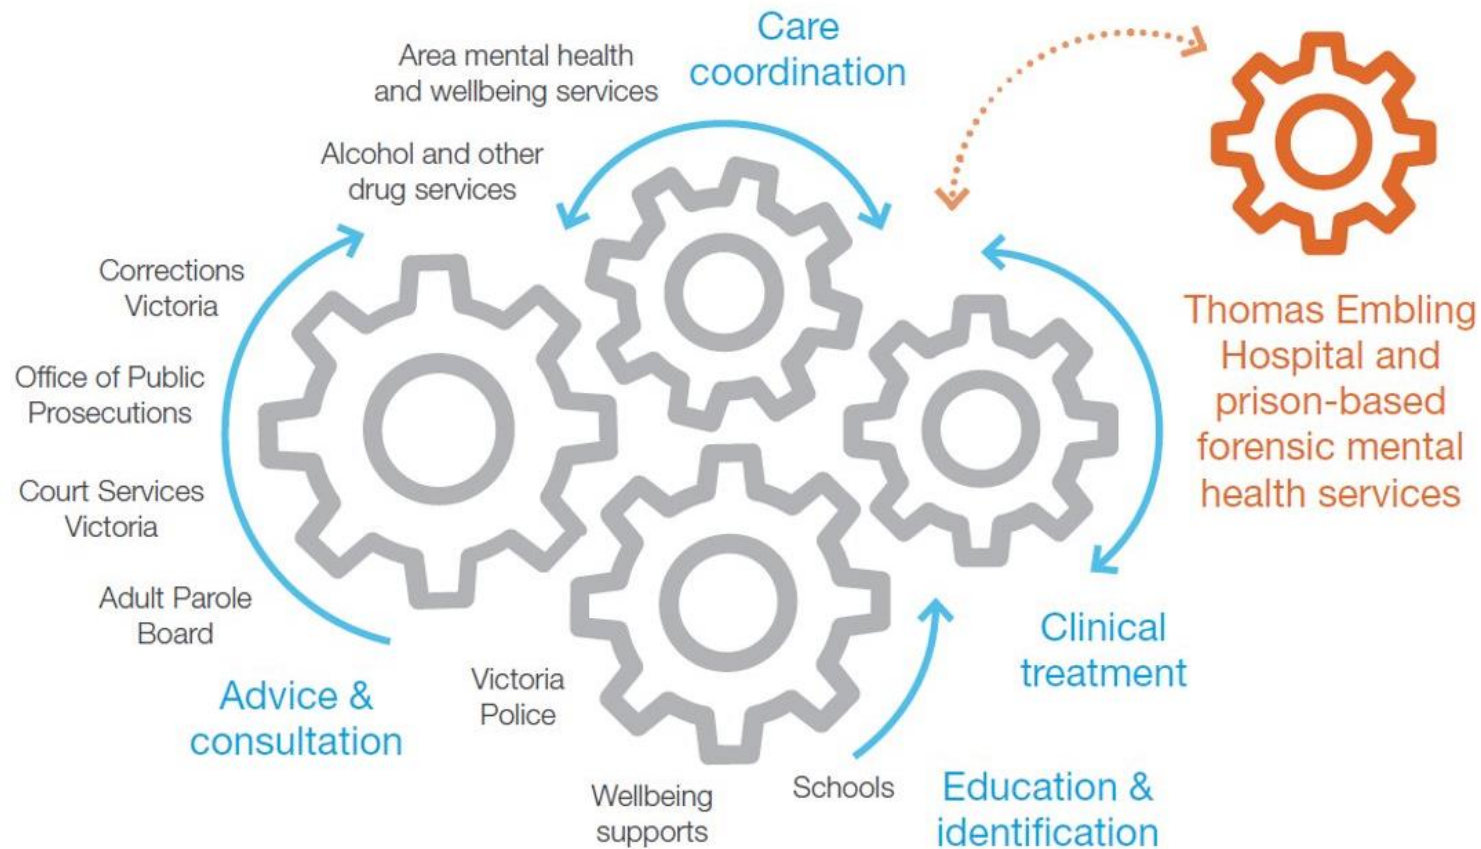 Care
coordination
Area mental health
and wellbeing services
Alcohol and other
drug services
Corrections
Victoria
Office of Public
Prosecutions
Court Services
Victoria
Adult Parole
Board
Advice &
consultation
Victoria
Police
Wellbeing
supports
Schools
Education &
identification
Clinical
treatment
Thomas Embling
Hospital and
prison-based
forensic mental
health services